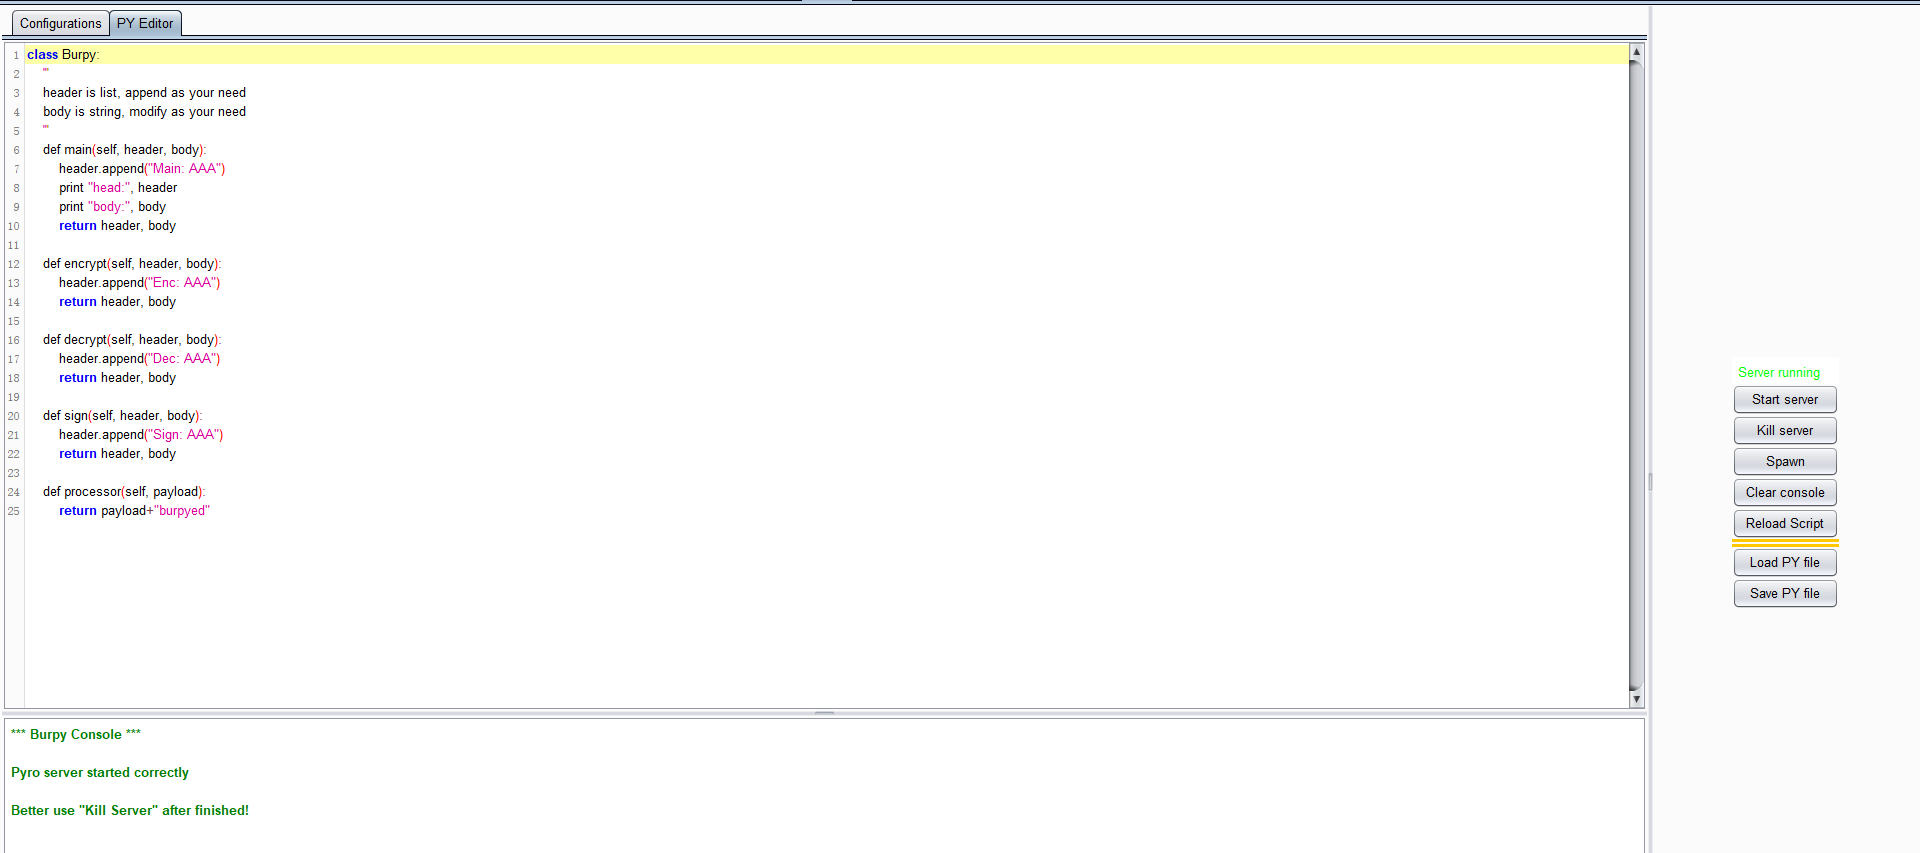 Configurations PY Editor
1 class Burpy:
2 '''
3 header is list, append as your need
4 body is string, modify as your need
5 '''
6 def main(self, header, body):
7 header.append("Main: AAA")
8 print "head:", header
9 print "body:", body
10 return header, body
11
12 def encrypt(self, header, body):
13 header.append("Enc: AAA")
14 return header, body
15
16 def decrypt(self, header, body):
17 header.append("Dec: AAA")
18 return header, body
19
20 def sign(self, header, body):
21 header.append("Sign: AAA")
22 return header, body
23
24 def processor(self, payload):
25 return payload+"burpyed"
*** Burpy Console ***
Pyro server started correctly
Better use "Kill Server" after finished!
Server running
Start server
Kill server
Spawn
Clear console
Reload Script
Load PY file
Save PY file